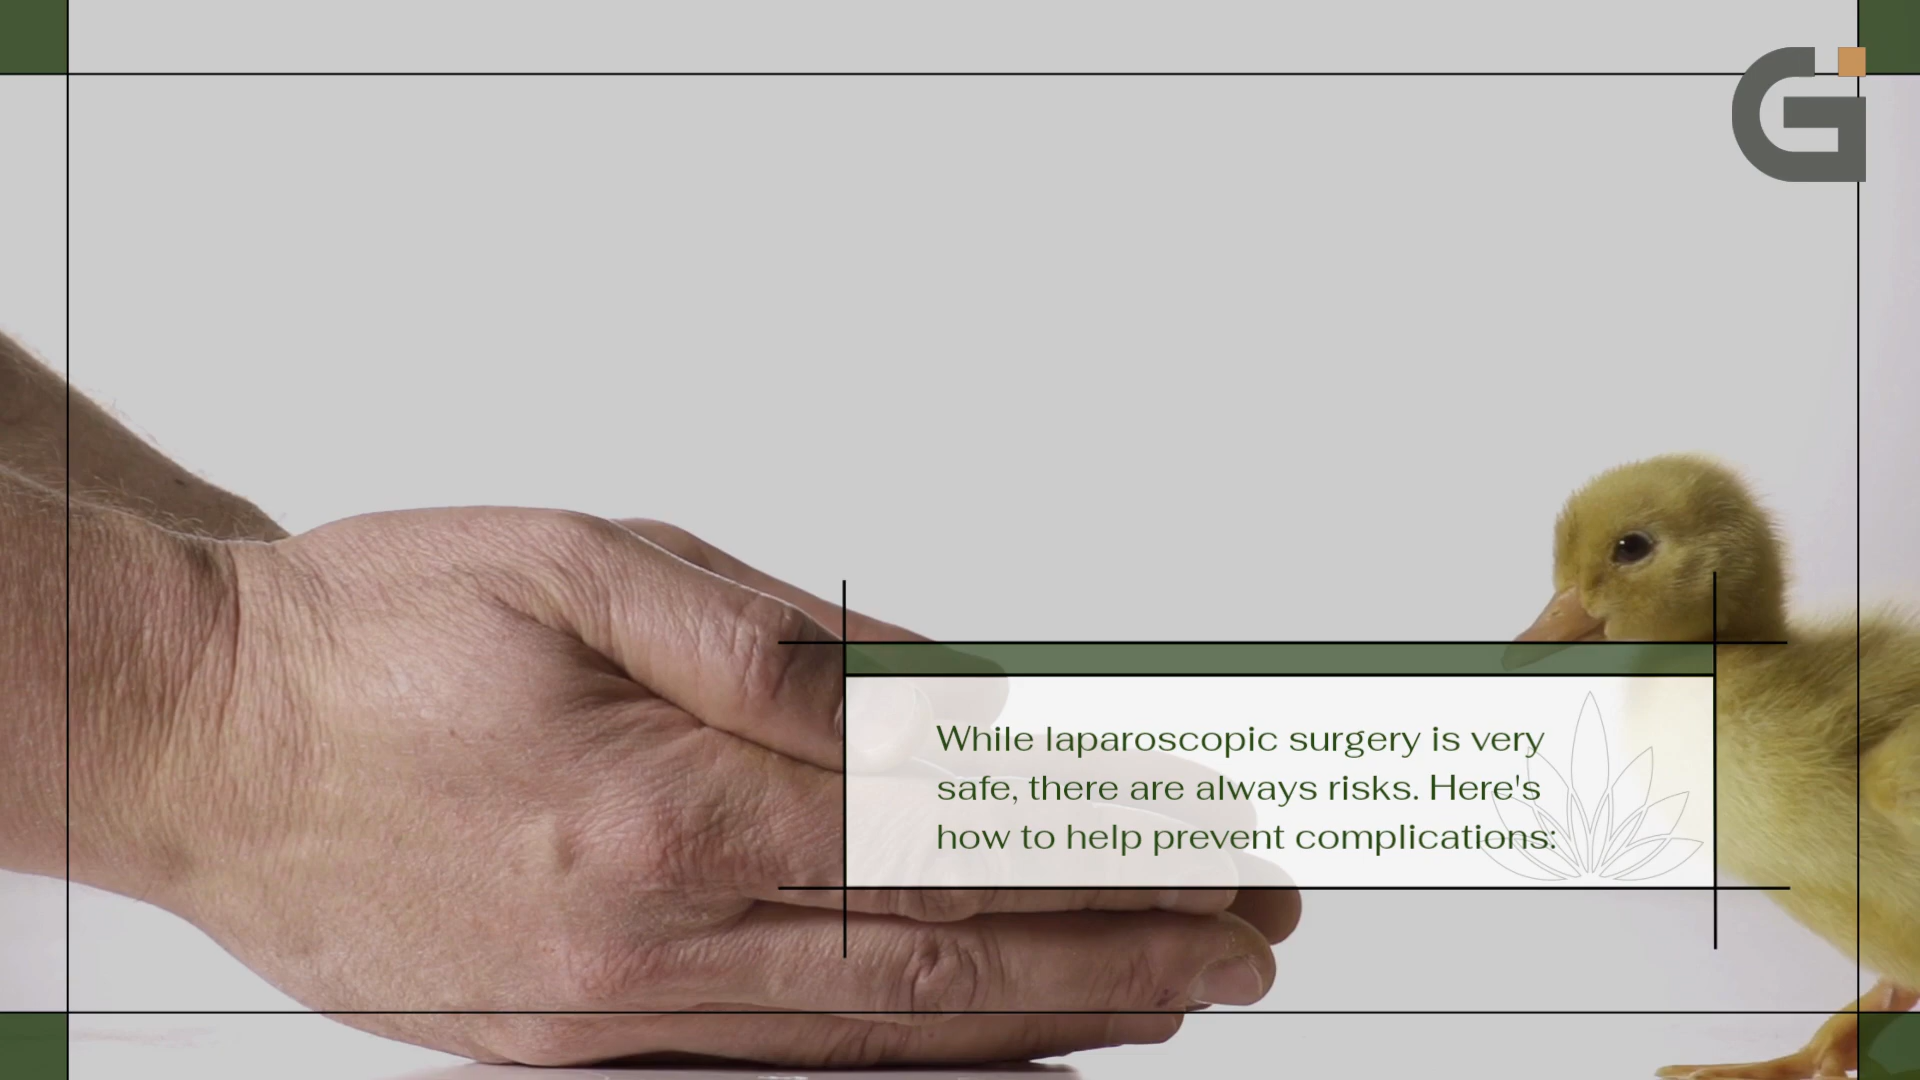 While laparoscopic surgery is very
safe, there are always risks. Here's
how to help prevent complications: